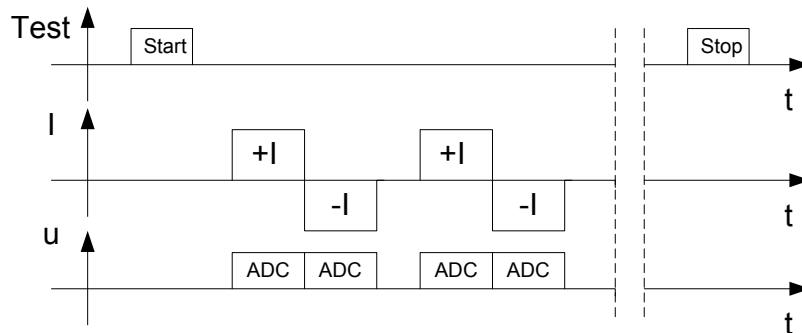 Test
Start
Stop
t
I
+I
-I
+I
-I
t
u
ADC ADC ADC ADC
t